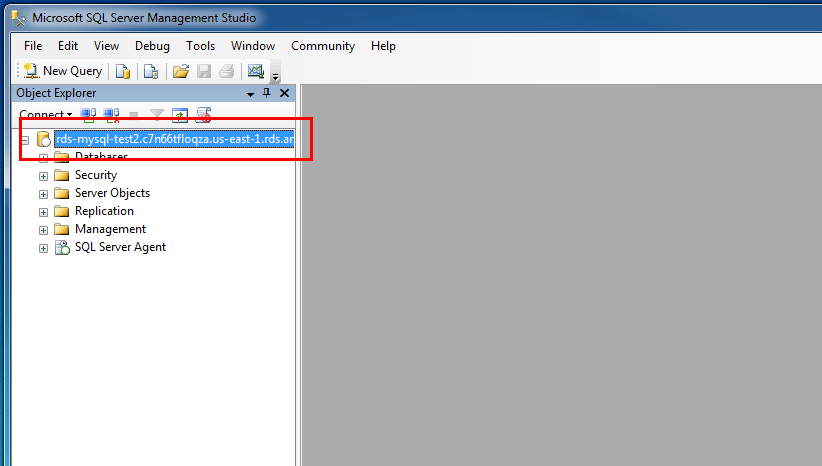 Microsoft SQL Server Management Studio
File Edit View Debug Tools Window Community Help
New Query
Object Explorer
Connect
rds-mysql-test2.c7n66tfloqza.us-east-1.rds.ar
Databases
Security
Server Objects
Replication
Management
SQL Server Agent